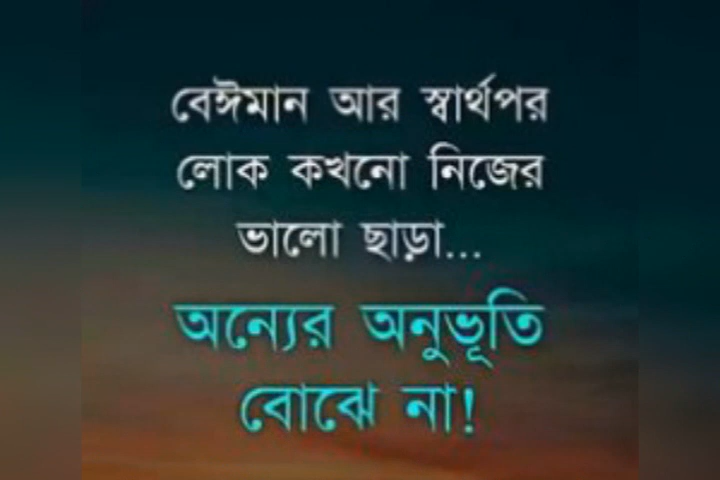 বেঈমান আর স্বার্থপর
লোক কখনো নিজের
ভালো ছাড়া...
অন্যের অনুভূতি
বোঝে না!